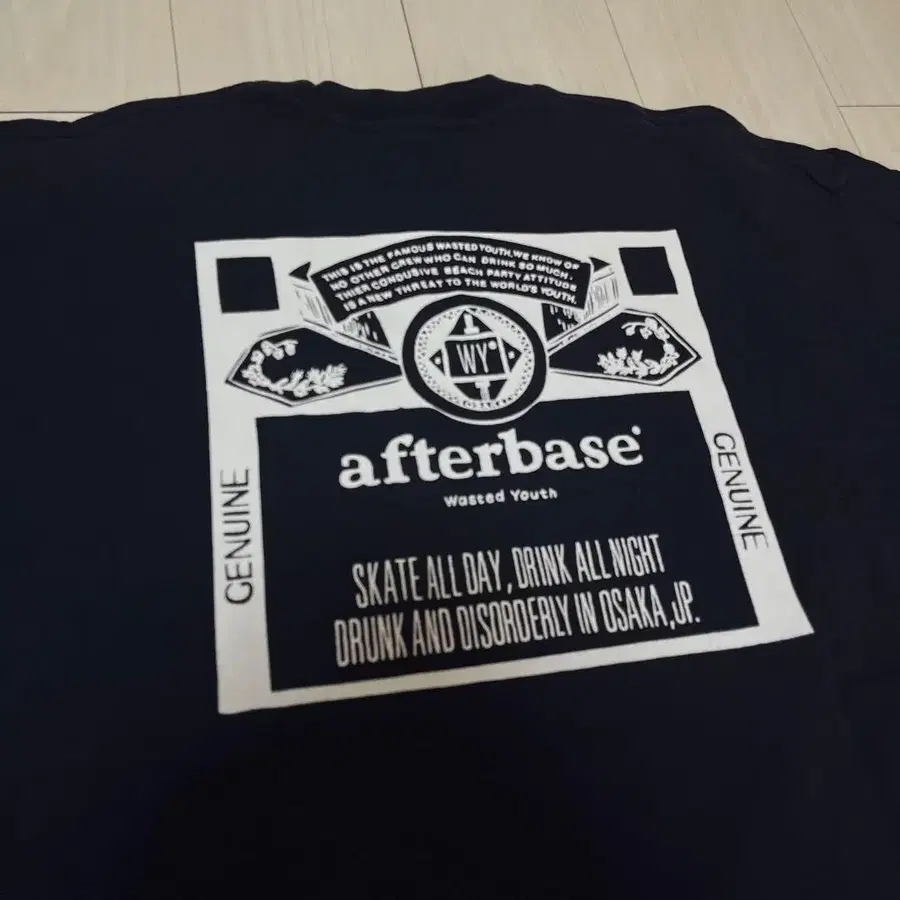 THIS IS THE FAMOUS WASTED YOUTH, WE KNOW OF
NO OTHER CREW WHO CAN DRINK SO MUCH.
THIER CONDUSIVE BEACH PARTY ATTITUDE
IS A NEW THREAT TO THE WORLD'S YOUTH.
WY
afterbase
Wasted Youth
GENUINE
GENUINE
SKATE ALL DAY, DRINK ALL NIGHT
DRUNK AND DISORDERLY IN OSAKA, JP.